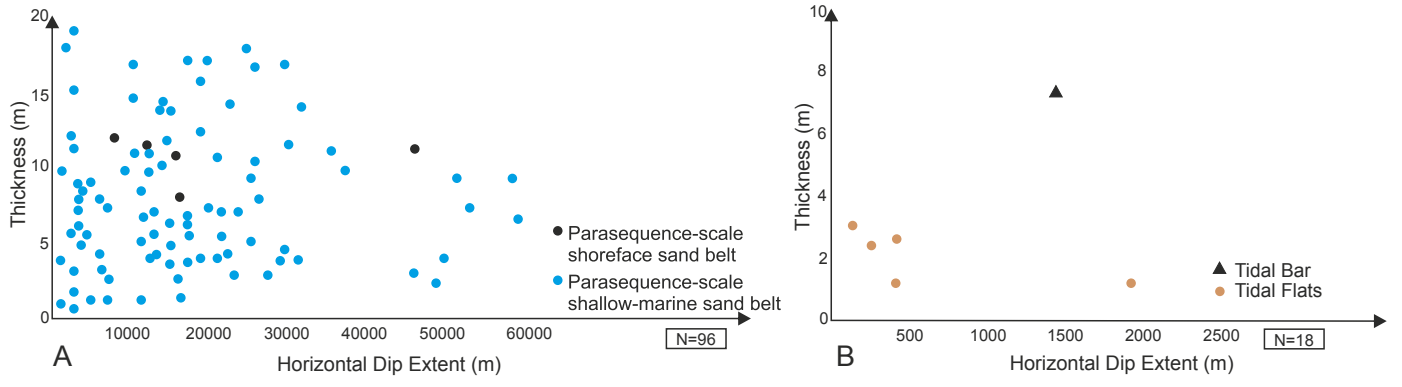 20
15
10
5
0
Thickness (m)
10000 20000 30000 40000 50000 60000
Horizontal Dip Extent (m)
A
N=96
Parasequence-scale
shoreface sand belt
Parasequence-scale
shallow-marine sand belt
10
8
6
4
2
0
Thickness (m)
500 1000 1500 2000 2500
Horizontal Dip Extent (m)
B
N=18
Tidal Bar
Tidal Flats